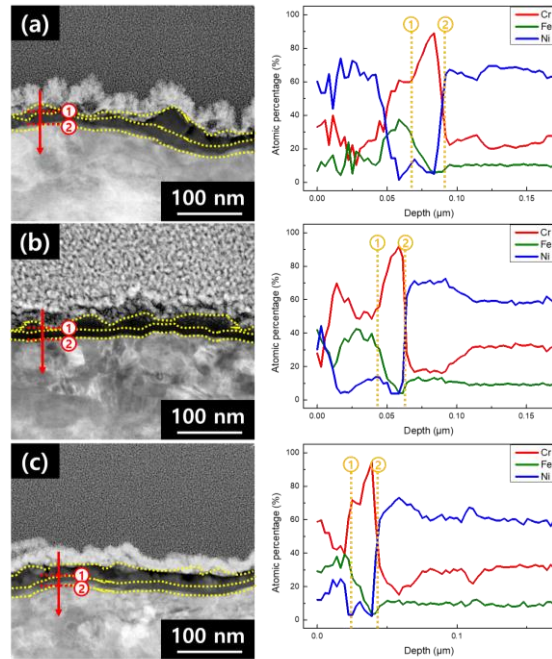 (a)
1
2
100 nm
Atomic percentage (%)
100
80
60
40
20
0
1
2
Cr
Fe
Ni
0.0
0.05
0.10
0.15
Depth (μm)
(b)
1
2
100 nm
Atomic percentage (%)
100
80
60
40
20
0
1
2
Cr
Fe
Ni
0.00
0.05
0.10
0.15
Depth (μm)
(c)
1
2
100 nm
Atomic percentage (%)
100
80
60
40
20
0
1
2
Cr
Fe
Ni
0.0
0.1
Depth (μm)